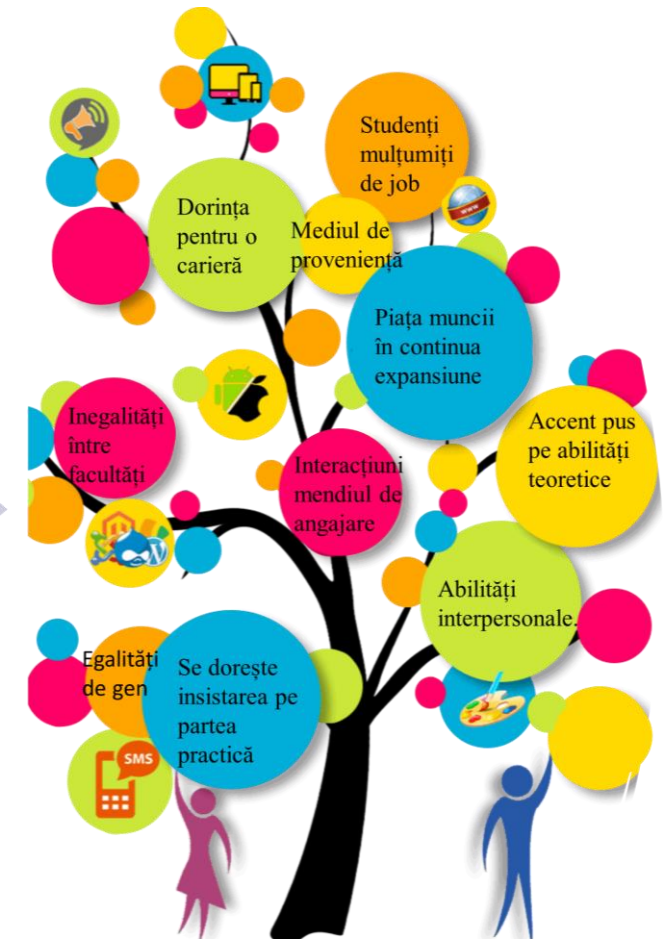 Studenți
mulțumiți
de job
www
Dorința
pentru o
carieră
Mediul de
proveniență
Piața muncii
în continua
expansiune
Inegalități
între
facultăți
Accent pus
pe abilități
teoretice
Interacțiuni
mendiul de
angajare
Abilități
interpersonale.
Egalități
de gen
Se dorește
insistarea pe
partea
practică
SMS